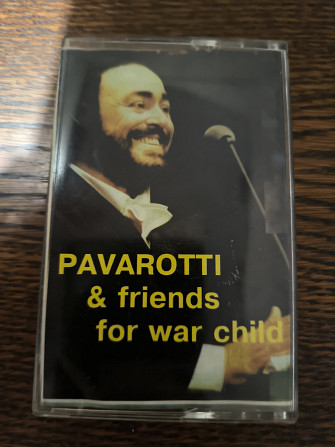 PAVAROTTI
& friends
for war child